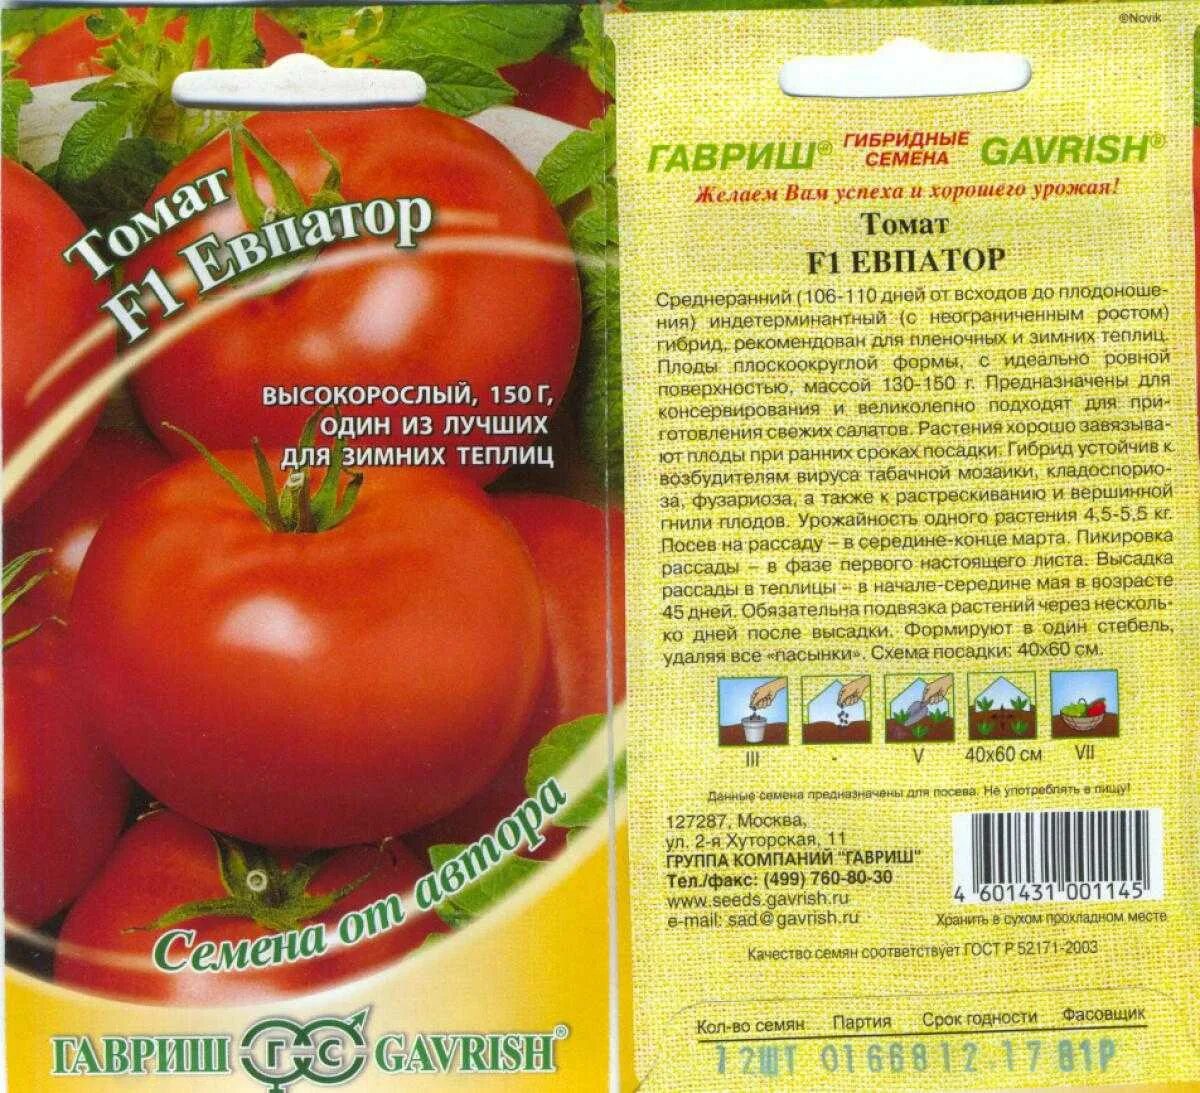 Томат
F1 Евпатор
ВЫСОКОРОСЛЫЙ, 150 Г,
ОДИН ИЗ ЛУЧШИХ
ДЛЯ ЗИМНИХ ТЕПЛИЦ
Семена от автора
ГАВРИШ ГС GAVRISH®
©Novik
ГАВРИШ® ГИБРИДНЫЕ СЕМЕНА GAVRISH®
Желаем Вам успеха и хорошего урожая!
Томат
F1 ЕВПАТОР
Среднеранний (106-110 дней от всходов до плодоноше-
ния) индетерминантный (с неограниченным ростом)
гибрид, рекомендован для пленочных и зимних теплиц.
Плоды плоскоокруглой формы, с идеально ровной
поверхностью, массой 130-150 г. Предназначены для
консервирования и великолепно подходят для при-
готовления свежих салатов. Растения хорошо завязыва-
ют плоды при ранних сроках посадки. Гибрид устойчив к
возбудителям вируса табачной мозаики, кладоспорио-
за, фузариоза, а также к растрескиванию и вершинной
гнили плодов. Урожайность одного растения 4,5-5,5 кг.
Посев на рассаду – в середине-конце марта. Пикировка
рассады – в фазе первого настоящего листа. Высадка
рассады в теплицы – в начале-середине мая в возрасте
45 дней. Обязательна подвязка растений через несколь-
ко дней после высадки. Формируют в один стебель,
удаляя все «пасынки». Схема посадки: 40х60 см.
III - V 40х60 см VII
Данные семена предназначены для посева. Не употреблять в пищу!
127287, Москва,
ул. 2-я Хуторская, 11
ГРУППА КОМПАНИЙ "ГАВРИШ"
Тел./факс: (499) 760-80-30
www.seeds.gavrish.ru
e-mail: sad@gavrish.ru
4 601431 001145
Хранить в сухом прохладном месте
Качество семян соответствует ГОСТ Р 52171-2003
Кол-во семян Партия Срок годности Фасовщик
12ШТ 01668 12.17 81Р